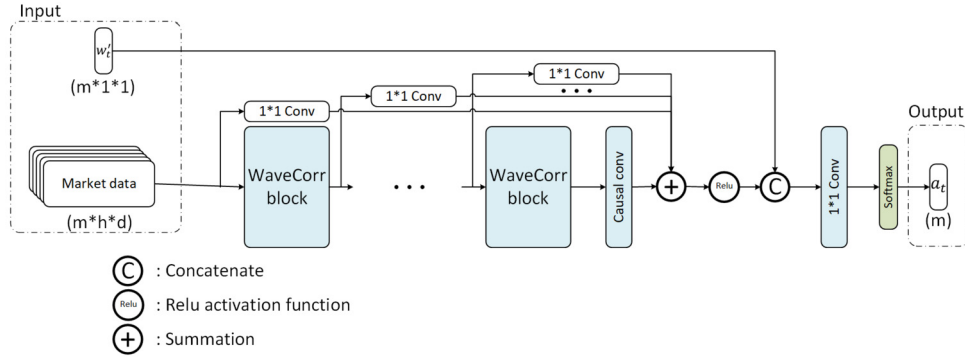 Input
w'_t
(m*1*1)
Market data
(m*h*d)
1*1 Conv
WaveCorr
block
1*1 Conv
• • •
1*1 Conv
• • •
WaveCorr
block
Causal conv
+
Relu
C
1*1 Conv
Softmax
Output
a_t
(m)
C : Concatenate
Relu : Relu activation function
+ : Summation